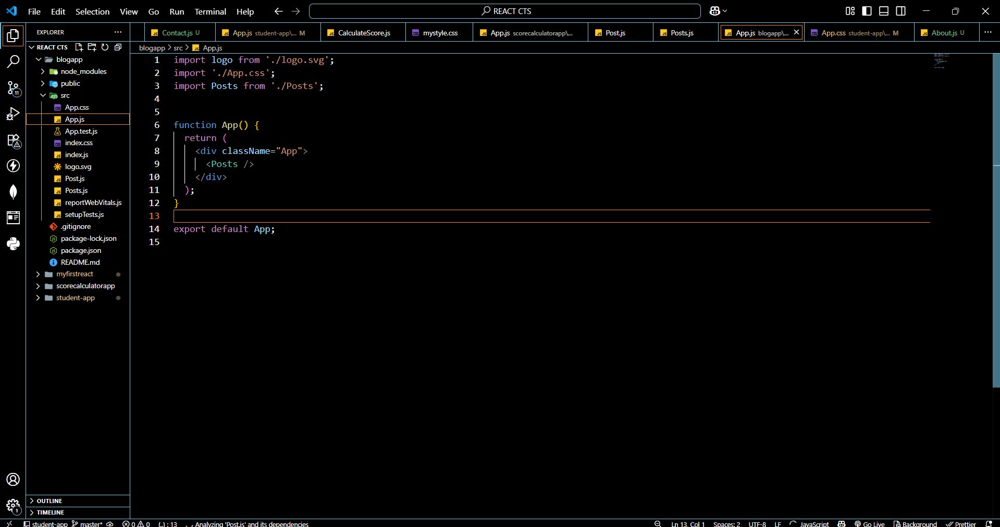 File Edit Selection View Go Run Terminal Help
REACT CTS
EXPLORER
Contact.js U
App.js student-app\... M
CalculateScore.js
mystyle.css
App.js scorecalculatorapp\...
Post.js
Posts.js
App.js blogapp\...
App.css student-app\... M
About.js U
REACT CTS
blogapp
node_modules
public
src
App.css
App.js
App.test.js
index.css
index.js
logo.svg
Post.js
Posts.js
reportWebVitals.js
setupTests.js
.gitignore
package-lock.json
package.json
README.md
myfirstreact
scorecalculatorapp
student-app
OUTLINE
TIMELINE
11
1
blogapp > src > App.js
1 import logo from './logo.svg';
2 import './App.css';
3 import Posts from './Posts';
4
5
6 function App() {
7 return (
8 <div className="App">
9 <Posts />
10 </div>
11 );
12 }
13
14 export default App;
15
student-app master* 0 0 {..} : 13 Analyzing 'Post.js' and its dependencies
Ln 13, Col 1 Spaces: 2 UTF-8 LF JavaScript Go Live Background Prettier